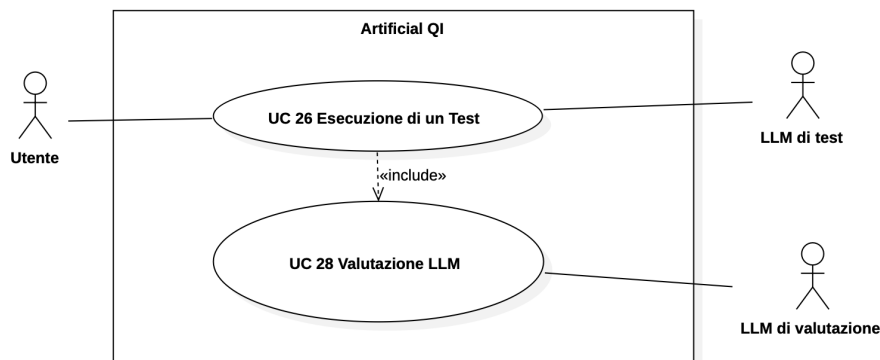 Artificial QI
UC 26 Esecuzione di un Test
Utente
LLM di test
«include»
UC 28 Valutazione LLM
LLM di valutazione